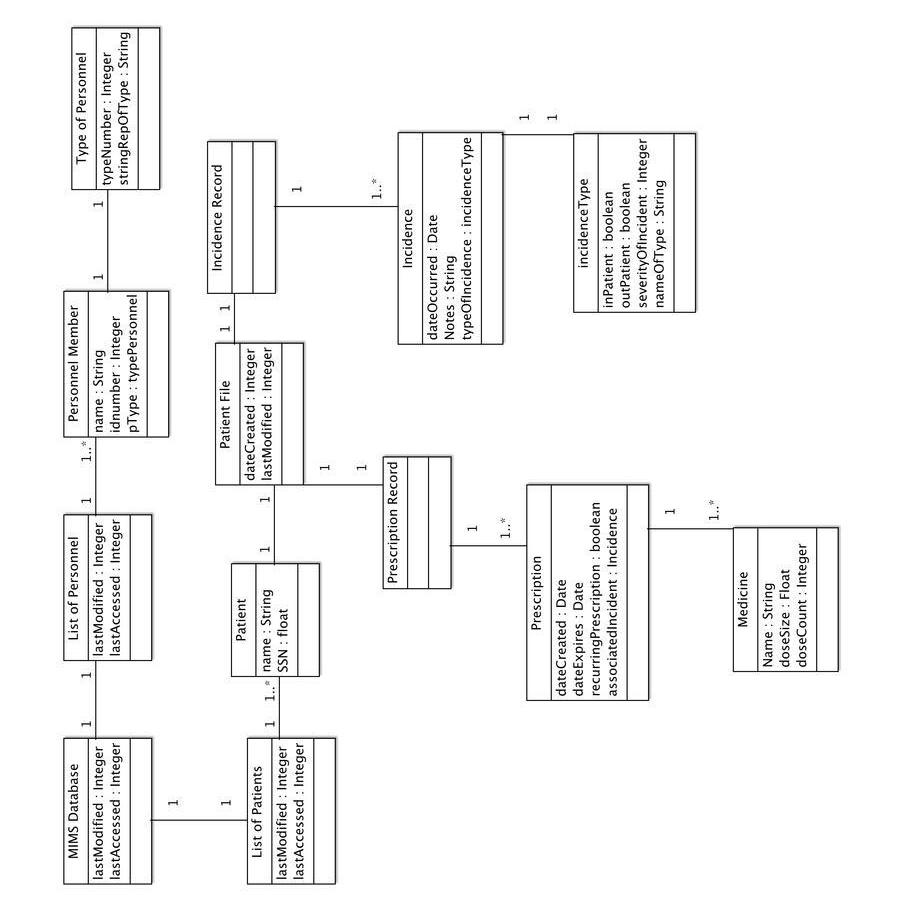 MIMS Database
lastModified : Integer
lastAccessed : Integer
1
1
List of Personnel
lastModified : Integer
lastAccessed : Integer
1
1..*
Personnel Member
name : String
idnumber : Integer
pType : typePersonnel
1
1
Type of Personnel
typeNumber : Integer
stringRepOfType : String
1
1
List of Patients
lastModified : Integer
lastAccessed : Integer
1
1..*
Patient
name : String
SSN : float
1
1
Patient File
dateCreated : Integer
lastModified : Integer
1
1
Incidence Record
1
1..*
Incidence
dateOccurred : Date
Notes : String
typeOfIncidence : incidenceType
1
1
incidenceType
inPatient : boolean
outPatient : boolean
severityOfIncident : Integer
nameOfType : String
1
1
Prescription Record
1
1..*
Prescription
dateCreated : Date
dateExpires : Date
recurringPrescription : boolean
associatedIncident : Incidence
1
1..*
Medicine
Name : String
doseSize : Float
doseCount : Integer